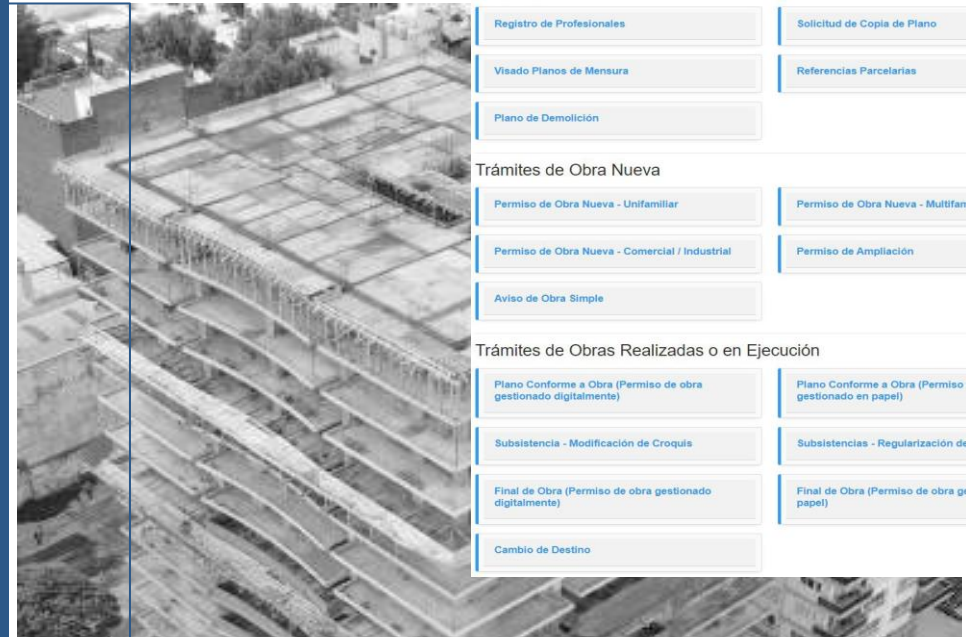 Registro de Profesionales
Solicitud de Copia de Plano
Visado Planos de Mensura
Referencias Parcelarias
Plano de Demolición
Trámites de Obra Nueva
Permiso de Obra Nueva - Unifamiliar
Permiso de Obra Nueva -
Permiso de Obra Nueva - Comercial / Industrial
Permiso de Ampliación
Aviso de Obra Simple
Trámites de Obras Realizadas o en Ejecución
Plano Conforme a Obra (Permiso de obra
gestionado digitalmente)
Plano Conforme a Obra (Permiso
gestionado en papel)
Subsistencia - Modificación de Croquis
Subsistencias - Regularización de
Final de Obra (Permiso de obra gestionado
digitalmente)
Final de Obra (Permiso de obra
papel)
Cambio de Destino